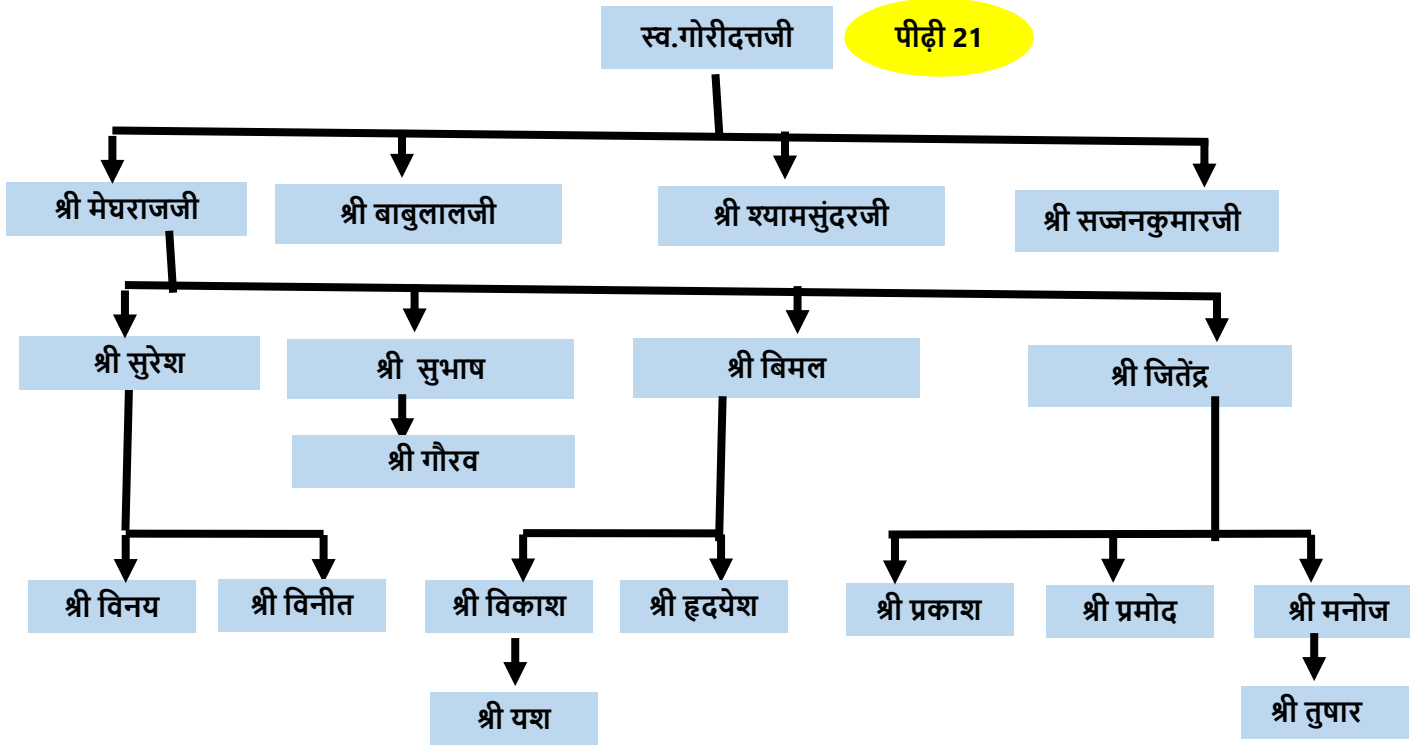 स्व.गोरीदत्तजी
पीढ़ी 21
श्री मेघराजजी
श्री बाबुलालजी
श्री श्यामसुंदरजी
श्री सज्जनकुमारजी
श्री सुरेश
श्री सुभाष
श्री बिमल
श्री जितेंद्र
श्री गौरव
श्री विनय
श्री विनीत
श्री विकाश
श्री हृदयेश
श्री प्रकाश
श्री प्रमोद
श्री मनोज
श्री यश
श्री तुषार